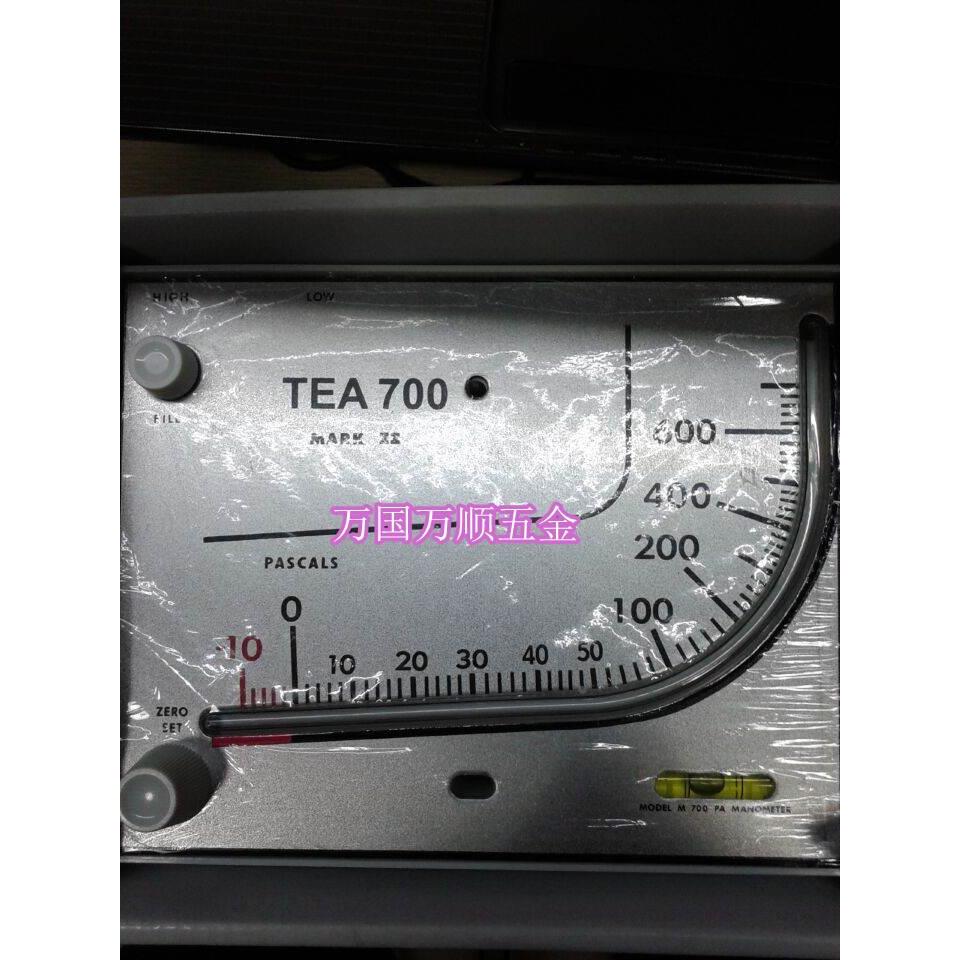 HIGH LOW
TEA 700
FILL
MARK II
600
400
万国万顺五金
200
PASCALS
0
100
-10
10 20 30 40 50
ZERO
SET
MODEL M 700 PA MANOMETER